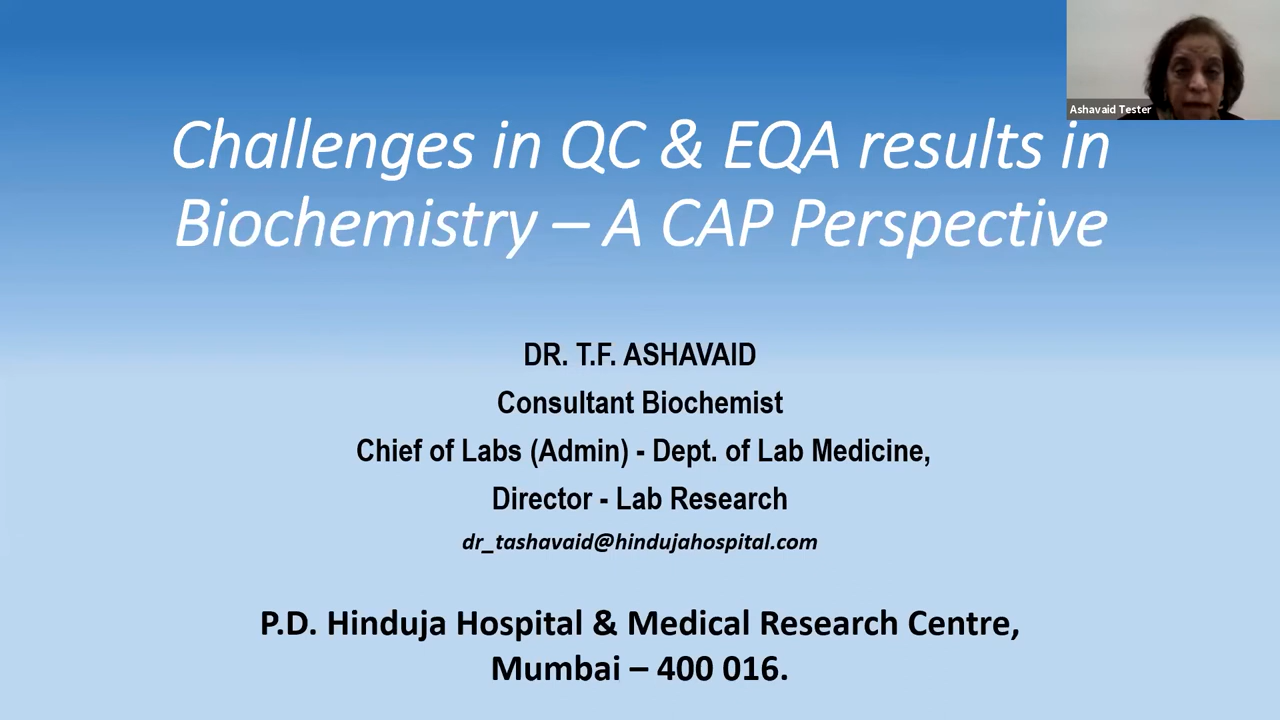 Ashavaid Tester
Challenges in QC & EQA results in
Biochemistry – A CAP Perspective
DR. T.F. ASHAVAID
Consultant Biochemist
Chief of Labs (Admin) - Dept. of Lab Medicine,
Director - Lab Research
dr_tashavaid@hindujahospital.com
P.D. Hinduja Hospital & Medical Research Centre,
Mumbai – 400 016.